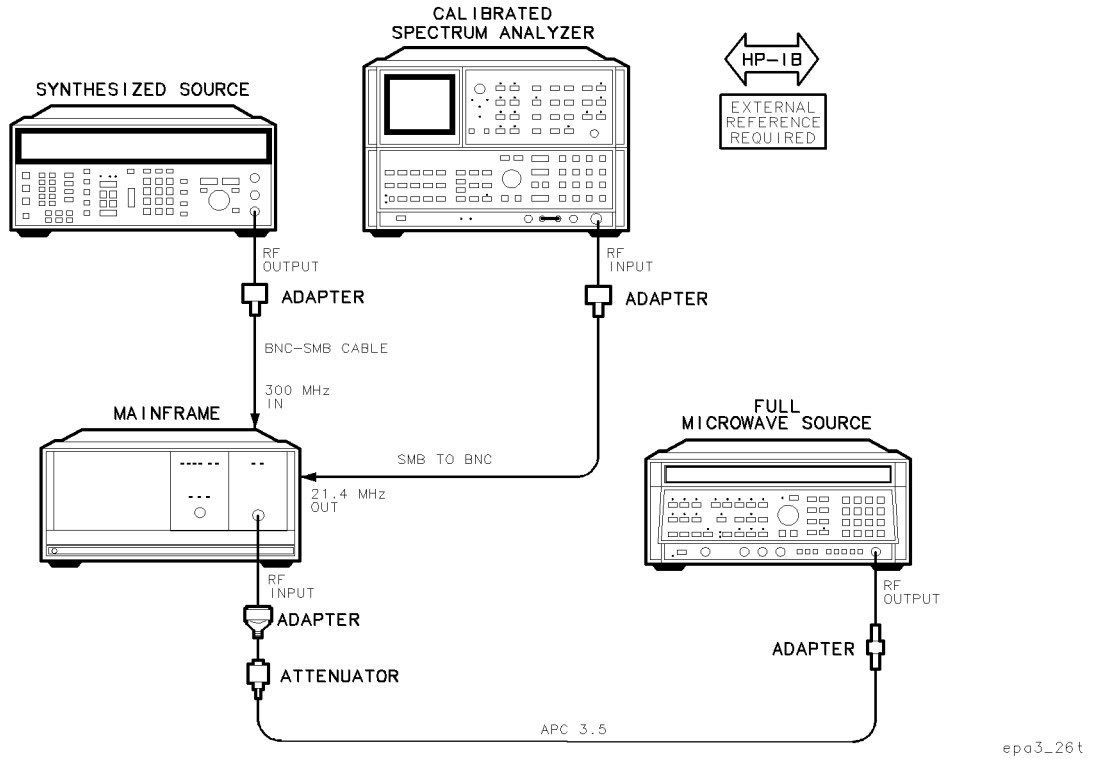 CALIBRATED
SPECTRUM ANALYZER
HP-IB
SYNTHESIZED SOURCE
EXTERNAL
REFERENCE
REQUIRED
RF
OUTPUT
RF
INPUT
ADAPTER
ADAPTER
BNC-SMB CABLE
300 MHz
IN
MAINFRAME
FULL
MICROWAVE SOURCE
SMB TO BNC
21.4 MHz
OUT
RF
INPUT
RF
OUTPUT
ADAPTER
ADAPTER
ATTENUATOR
APC 3.5
epa3_26t